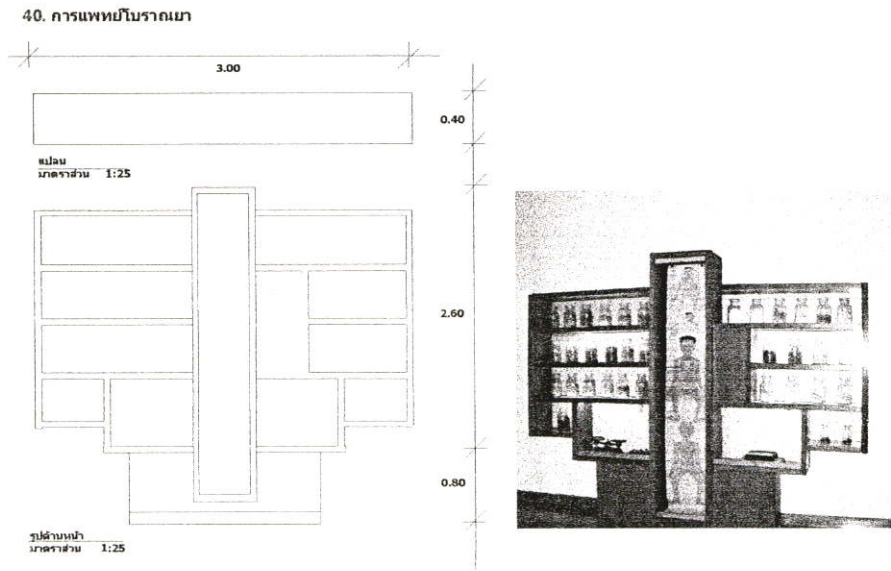 40. การแพทย์โบราณยา
3.00
0.40
แปลน
มาตราส่วน 1:25
2.60
0.80
รูปด้านหน้า
มาตราส่วน 1:25